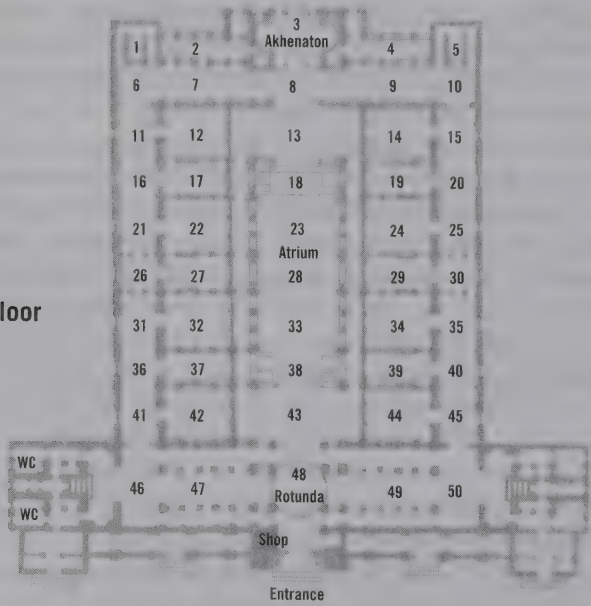 3
Akhenaton
1 2 4 5
6 7 8 9 10
11 12 13 14 15
16 17 18 19 20
21 22 23 24 25
Atrium
26 27 28 29 30
loor
31 32 33 34 35
36 37 38 39 40
41 42 43 44 45
WC
46 47 48 49 50
Rotunda
WC
Shop
Entrance